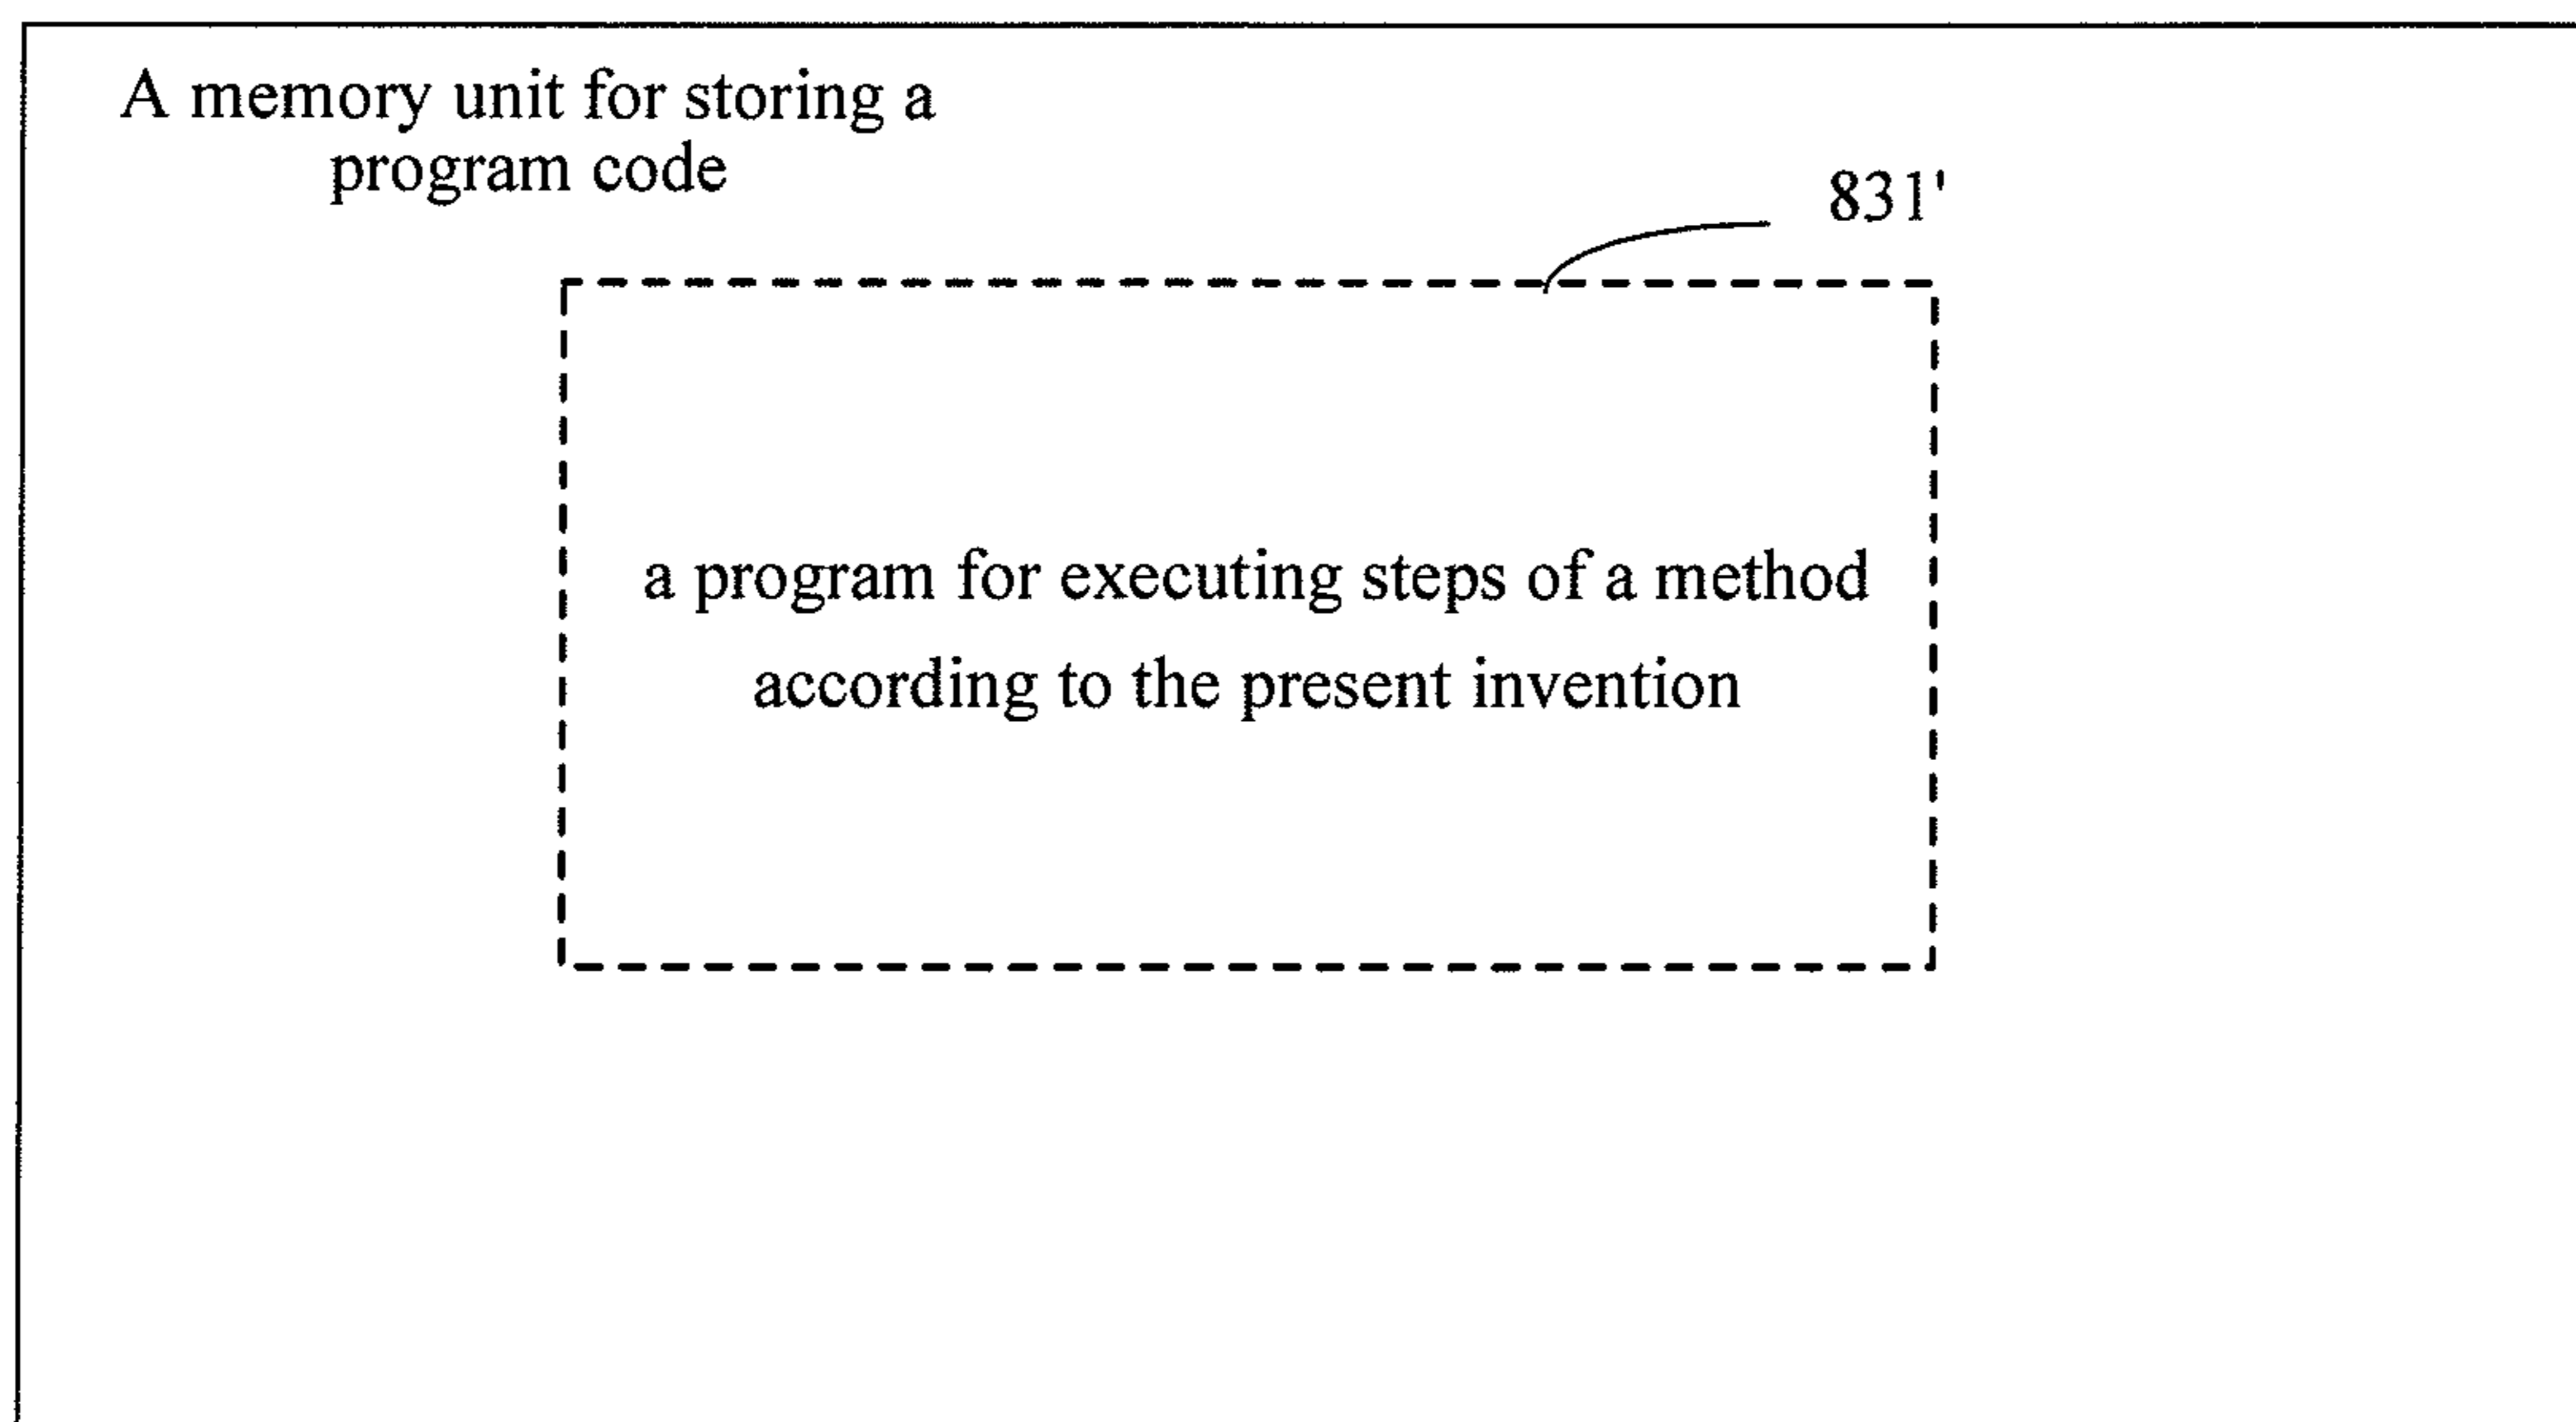 A memory unit for storing a
program code
831'
a program for executing steps of a method
according to the present invention